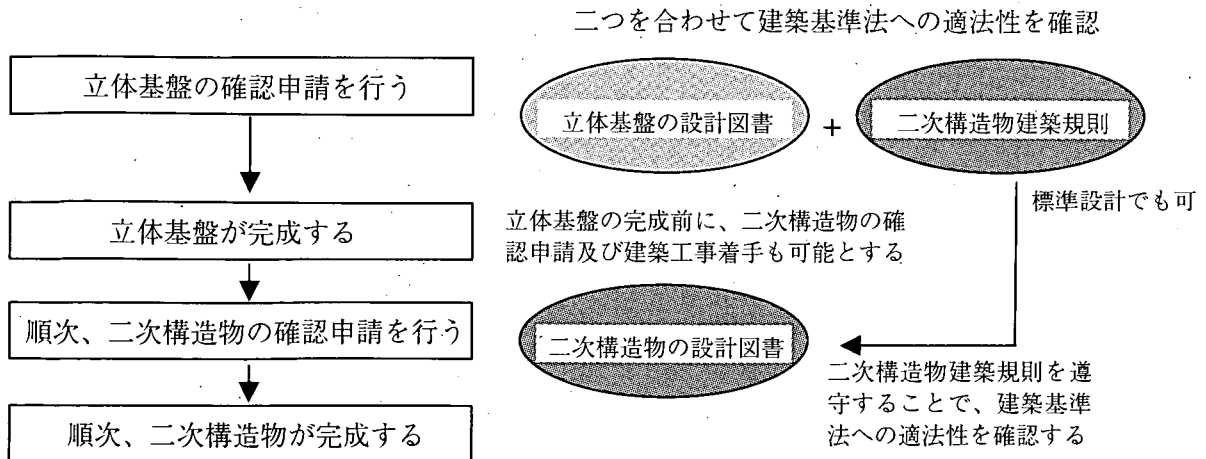 二つを合わせて建築基準法への適法性を確認
立体基盤の確認申請を行う
立体基盤の設計図書
+
二次構造物建築規則
標準設計でも可
立体基盤が完成する
立体基盤の完成前に、二次構造物の確
認申請及び建築工事着手も可能とする
順次、二次構造物の確認申請を行う
二次構造物の設計図書
二次構造物建築規則を遵
守することで、建築基準
法への適法性を確認する
順次、二次構造物が完成する